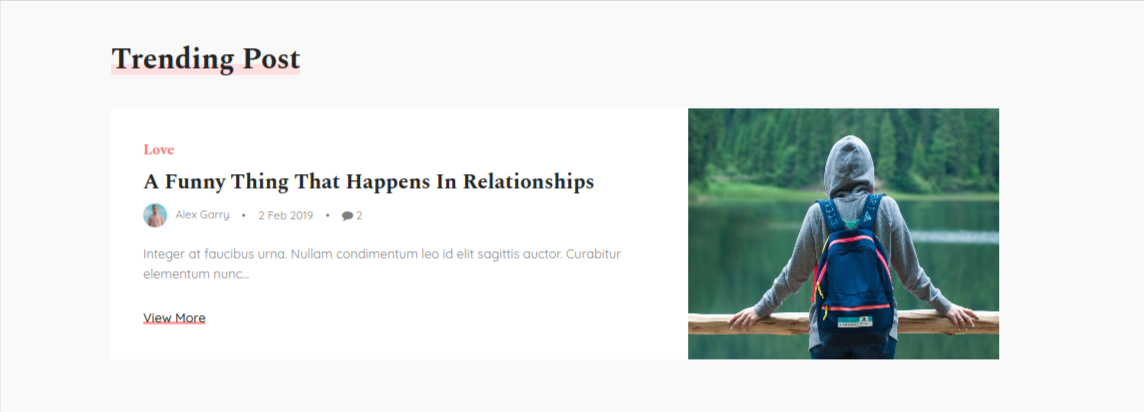 Trending Post
Love
A Funny Thing That Happens In Relationships
Alex Garry • 2 Feb 2019 • 2
Integer at faucibus urna. Nullam condimentum leo id elit sagittis auctor. Curabitur
elementum nunc...
View More